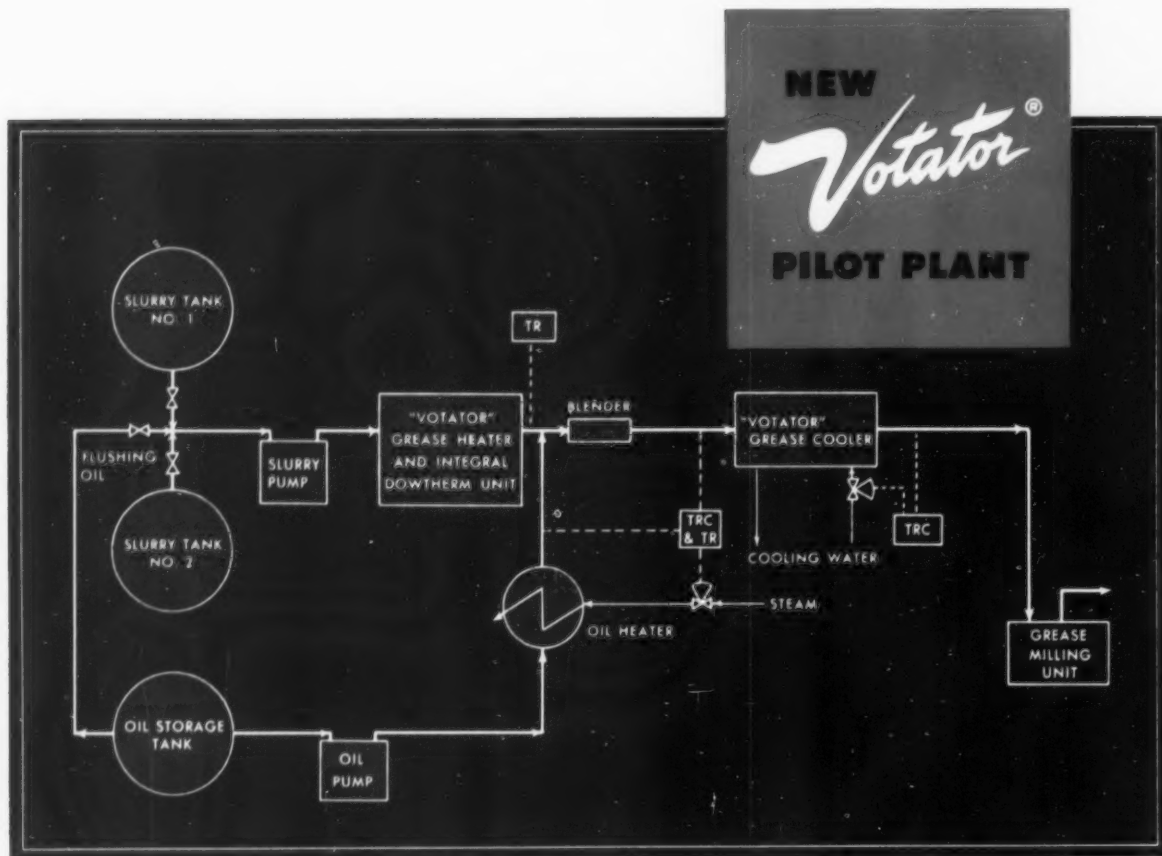 NEW
Votator ®
PILOT PLANT
SLURRY TANK
NO. 1
TR
"VOTATOR"
GREASE HEATER
AND INTEGRAL
DOWTHERM UNIT
BLENDER
"VOTATOR"
GREASE COOLER
FLUSHING
OIL
SLURRY
PUMP
SLURRY TANK
NO. 2
TRC
& TR
TRC
COOLING WATER
STEAM
OIL HEATER
GREASE
MILLING
UNIT
OIL STORAGE
TANK
OIL
PUMP